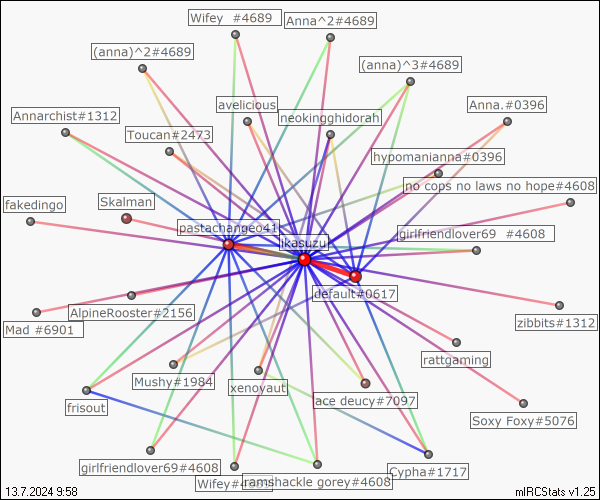 Wifey  #4689
Anna^2#4689
(anna)^2#4689
(anna)^3#4689
avelicious
Anna.#0396
Annarchist#1312
neokingghidorah
Toucan#2473
hypomanianna#0396
no cops no laws no hope#4608
fakedingo
Skalman
pastachangeo41
girlfriendlover69  #4608
ikasuzu
default#0617
AlpineRooster#2156
zibbits#1312
Mad #6901
rattgaming
Mushy#1984
xenovaut
ace deucy#7097
frisout
Soxy Foxy#5076
girlfriendlover69#4608
Cypha#1717
ramshackle gorey#4608
Wifey
13.7.2024 9:58
mIRCStats v1.25